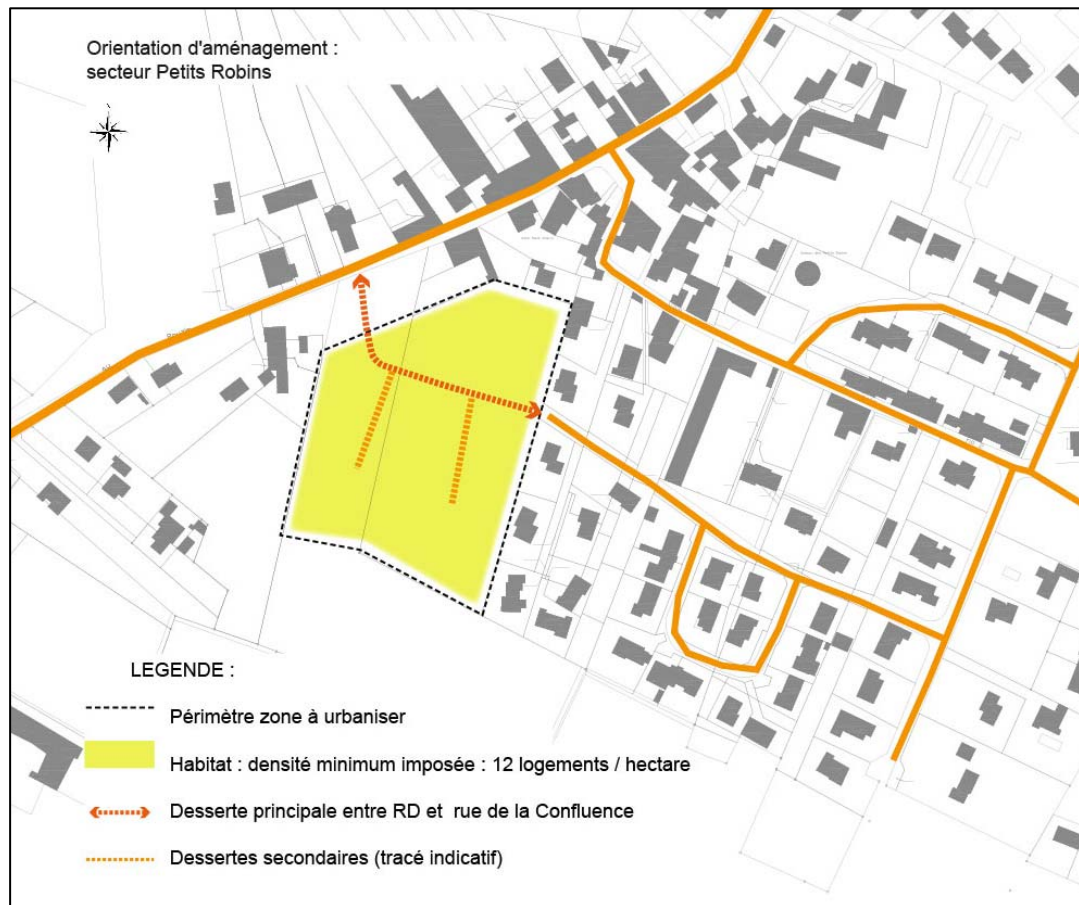 Orientation d'aménagement :
secteur Petits Robins
LEGENDE :
Périmètre zone à urbaniser
Habitat : densité minimum imposée : 12 logements / hectare
Desserte principale entre RD et rue de la Confluence
Dessertes secondaires (tracé indicatif)